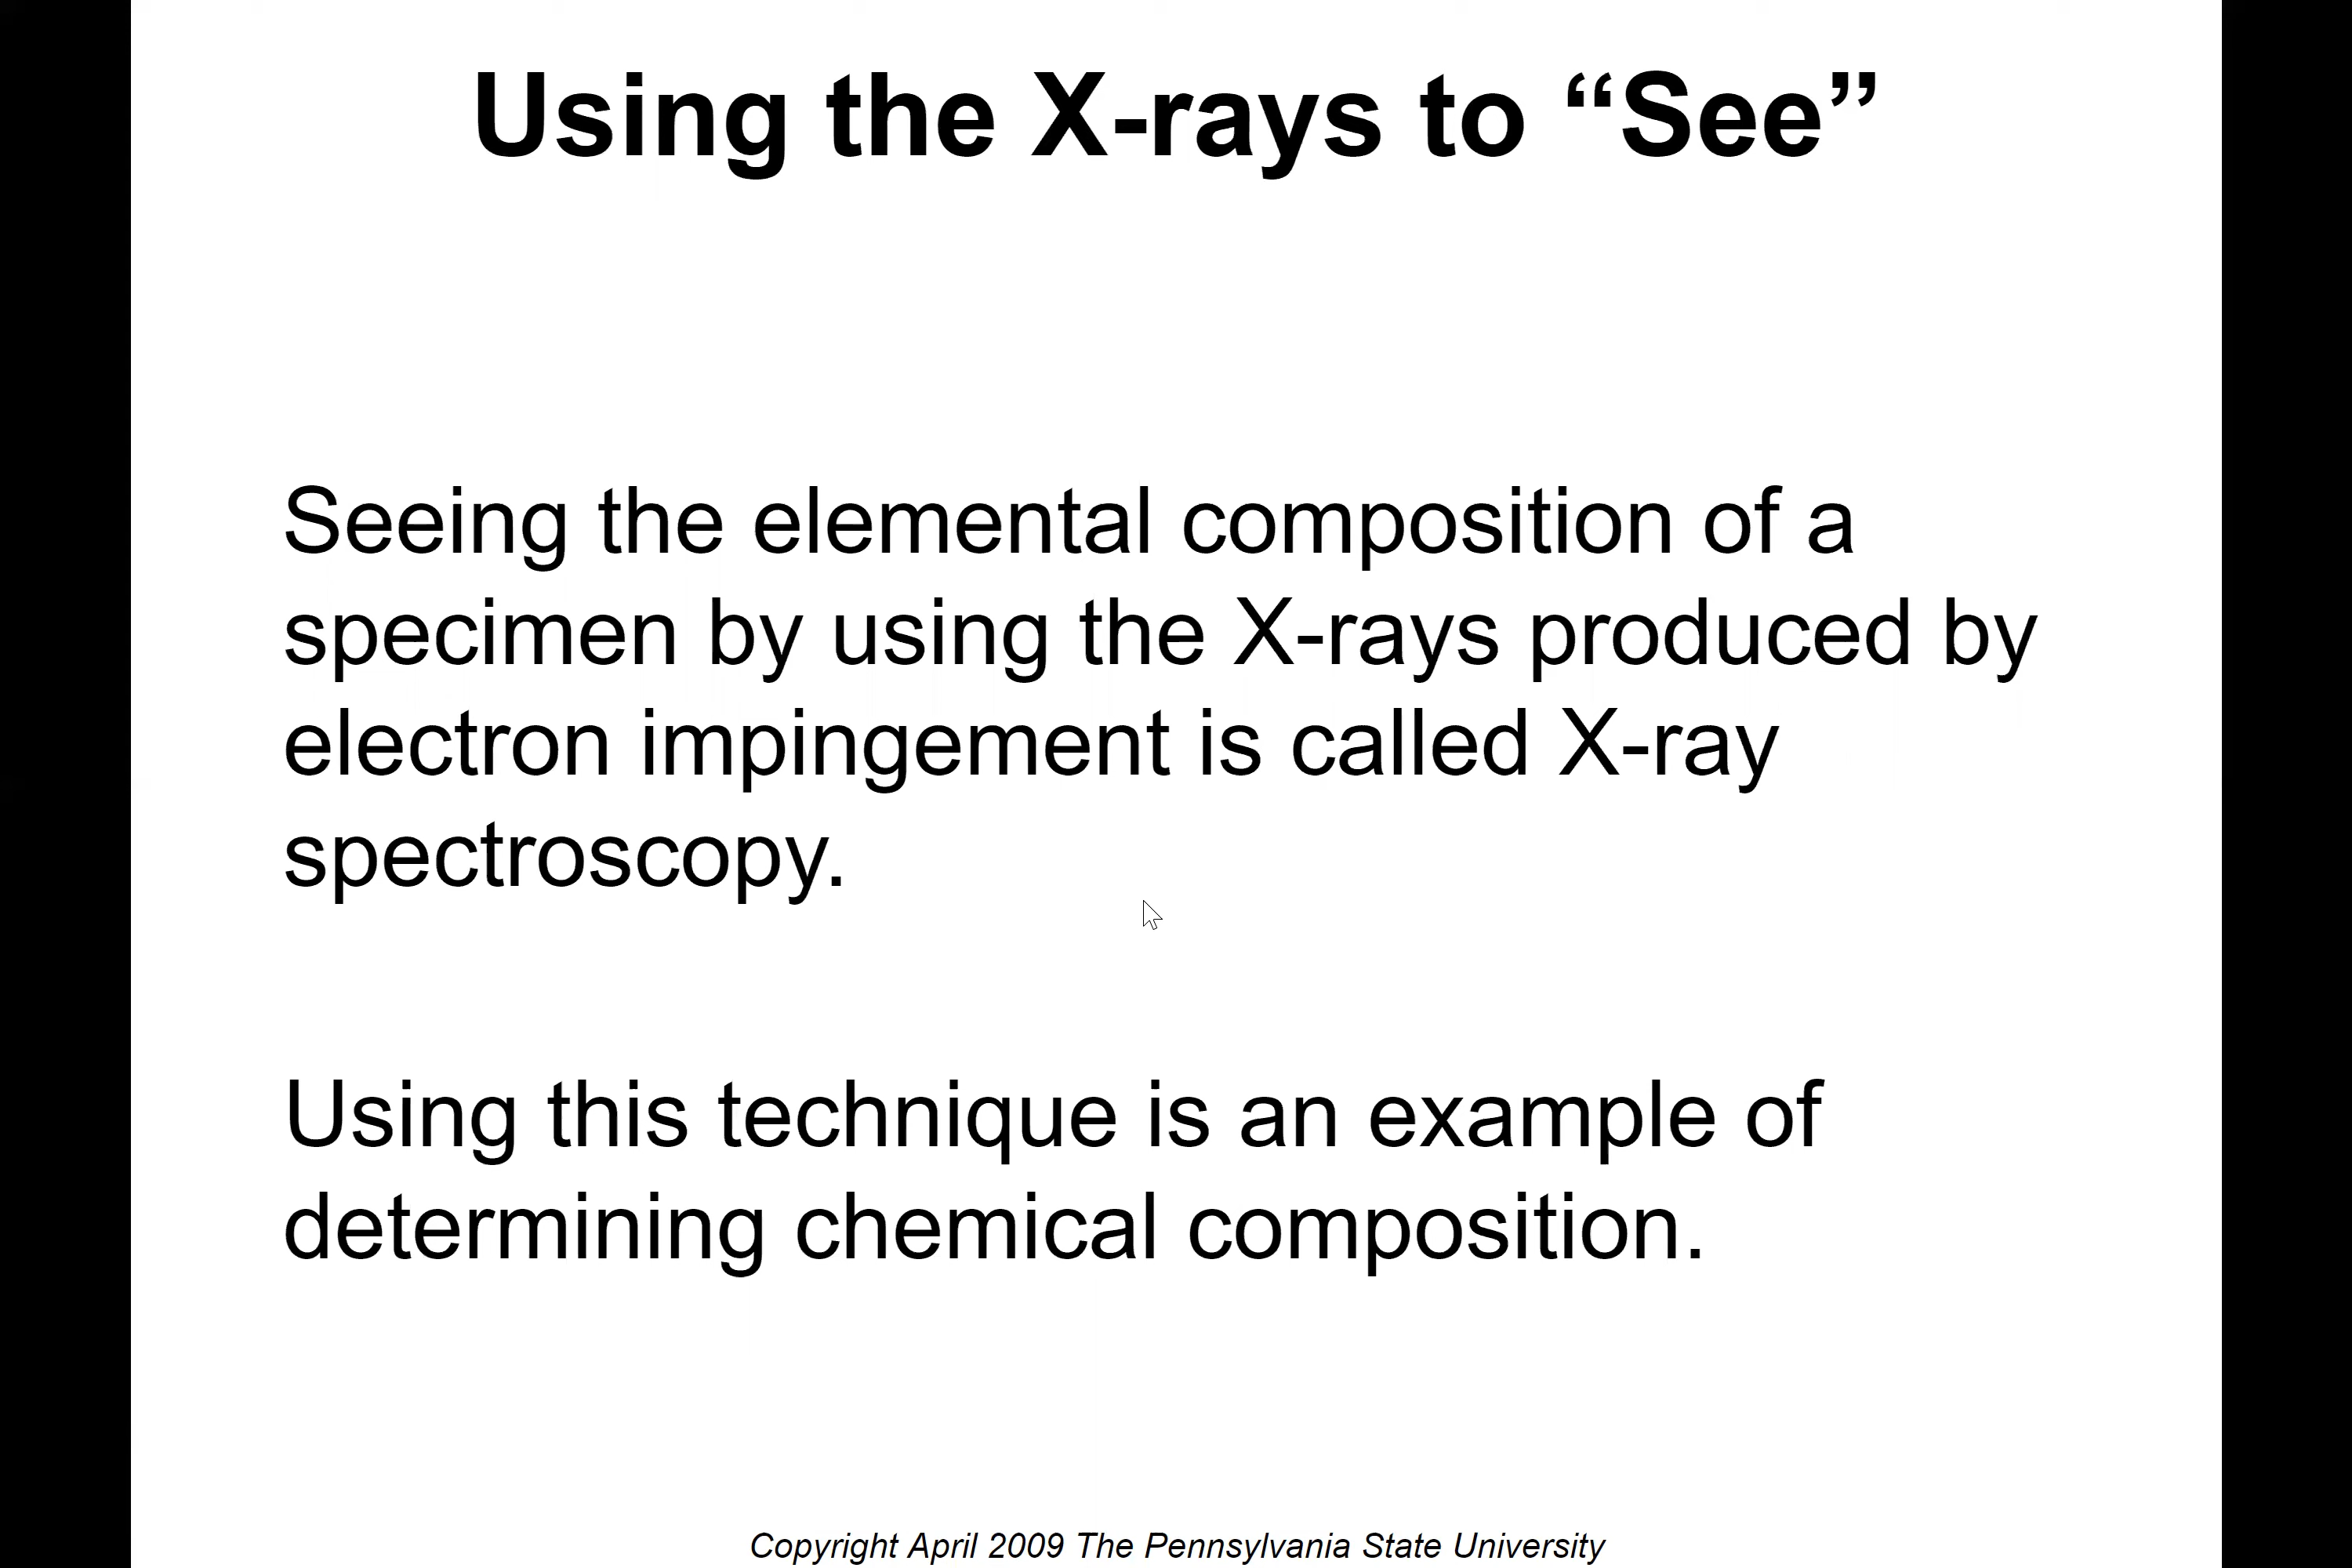 Using the X-rays to “See”
Seeing the elemental composition of a
specimen by using the X-rays produced by
electron impingement is called X-ray
spectroscopy.
Using this technique is an example of
determining chemical composition.
Copyright April 2009 The Pennsylvania State University